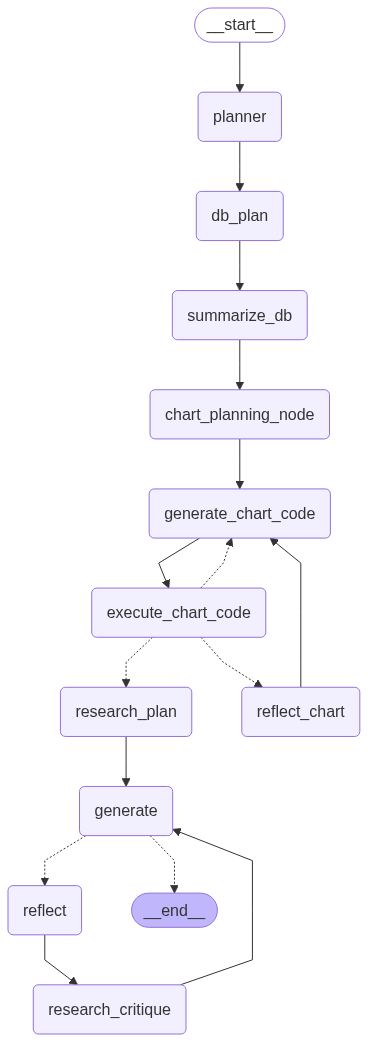 __start__
planner
db_plan
summarize_db
chart_planning_node
generate_chart_code
execute_chart_code
research_plan
reflect_chart
generate
reflect
__end__
research_critique